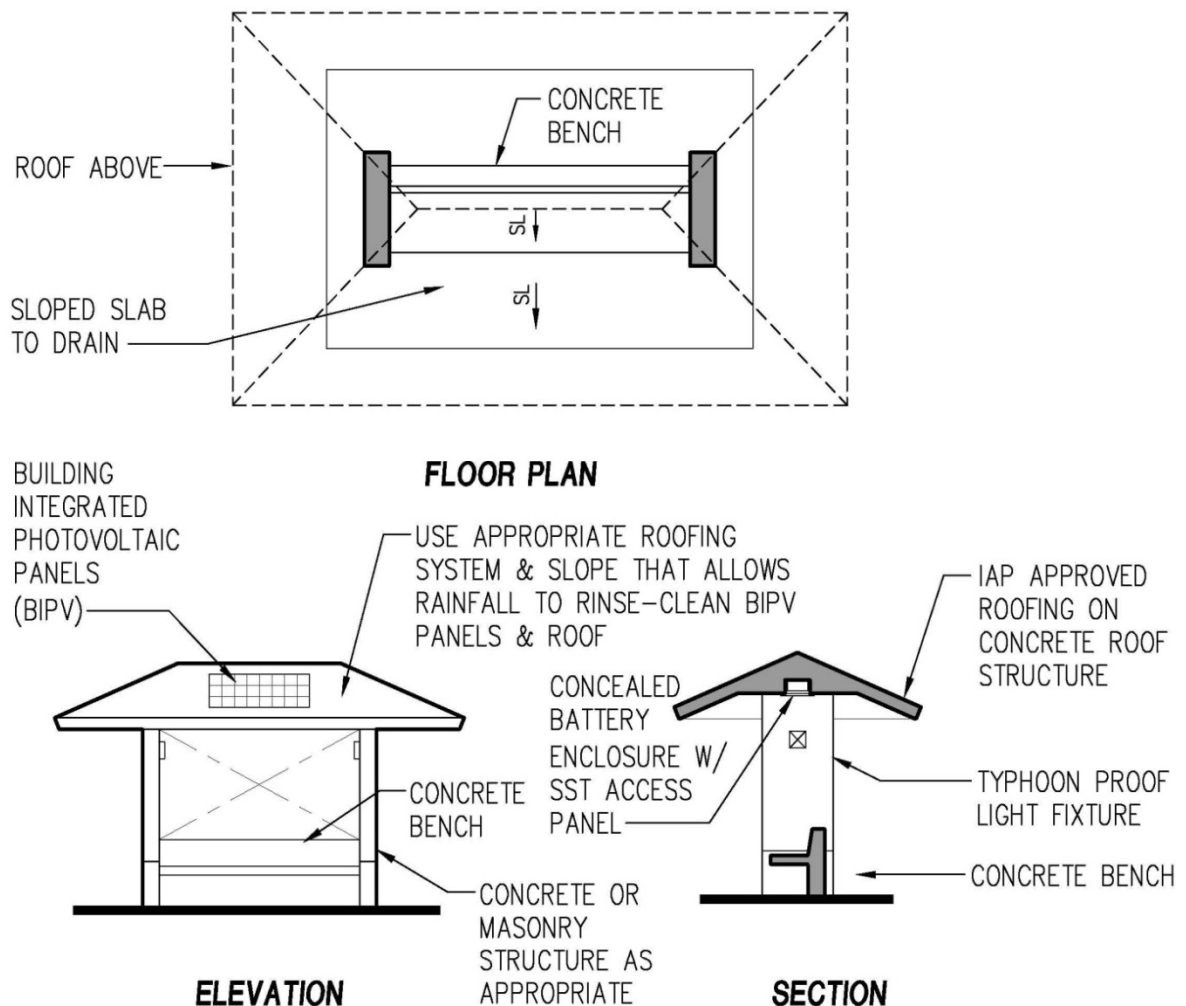 CONCRETE
BENCH
ROOF ABOVE
SL
SLOPED SLAB
TO DRAIN
SL
FLOOR PLAN
BUILDING
INTEGRATED
PHOTOVOLTAIC
PANELS
(BIPV)
USE APPROPRIATE ROOFING
SYSTEM & SLOPE THAT ALLOWS
RAINFALL TO RINSE-CLEAN BIPV
PANELS & ROOF
CONCRETE
BENCH
CONCRETE OR
MASONRY
STRUCTURE AS
APPROPRIATE
ELEVATION
CONCEALED
BATTERY
ENCLOSURE W/
SST ACCESS
PANEL
IAP APPROVED
ROOFING ON
CONCRETE ROOF
STRUCTURE
TYPHOON PROOF
LIGHT FIXTURE
CONCRETE BENCH
SECTION